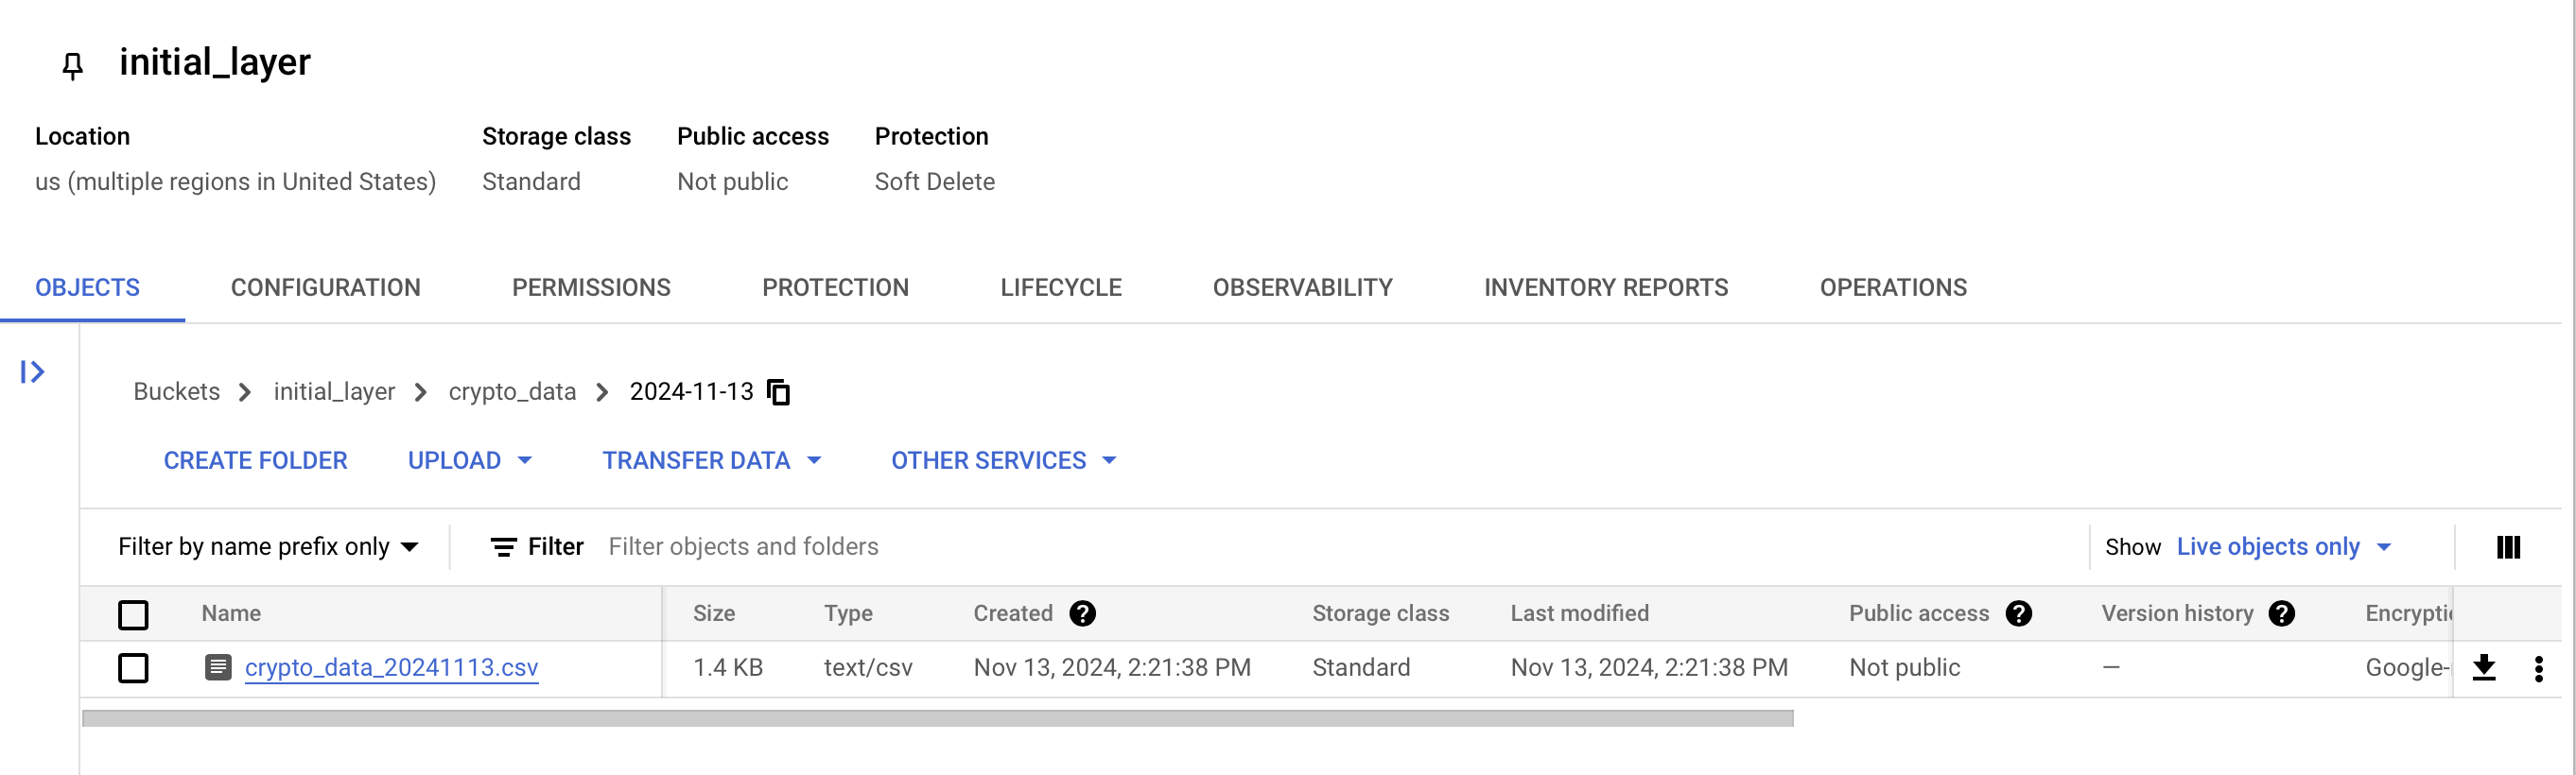 initial_layer
Location Storage class Public access Protection
us (multiple regions in United States) Standard Not public Soft Delete
OBJECTS CONFIGURATION PERMISSIONS PROTECTION LIFECYCLE OBSERVABILITY INVENTORY REPORTS OPERATIONS
Buckets > initial_layer > crypto_data > 2024-11-13
CREATE FOLDER UPLOAD TRANSFER DATA OTHER SERVICES
Filter by name prefix only Filter Filter objects and folders Show Live objects only
Name Size Type Created ? Storage class Last modified Public access ? Version history ? Encrypti
crypto_data_20241113.csv 1.4 KB text/csv Nov 13, 2024, 2:21:38 PM Standard Nov 13, 2024, 2:21:38 PM Not public — Google-